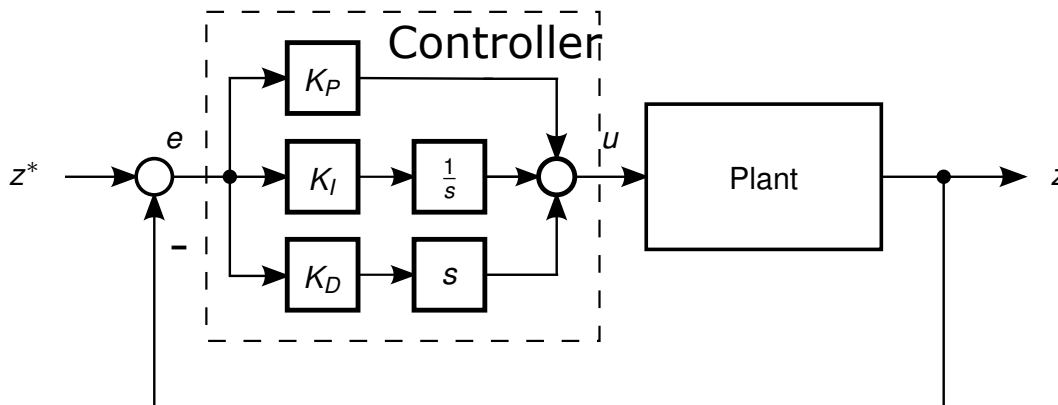 Controller
K_P
e
u
z*
K_I
1/s
Plant
z
-
K_D
s